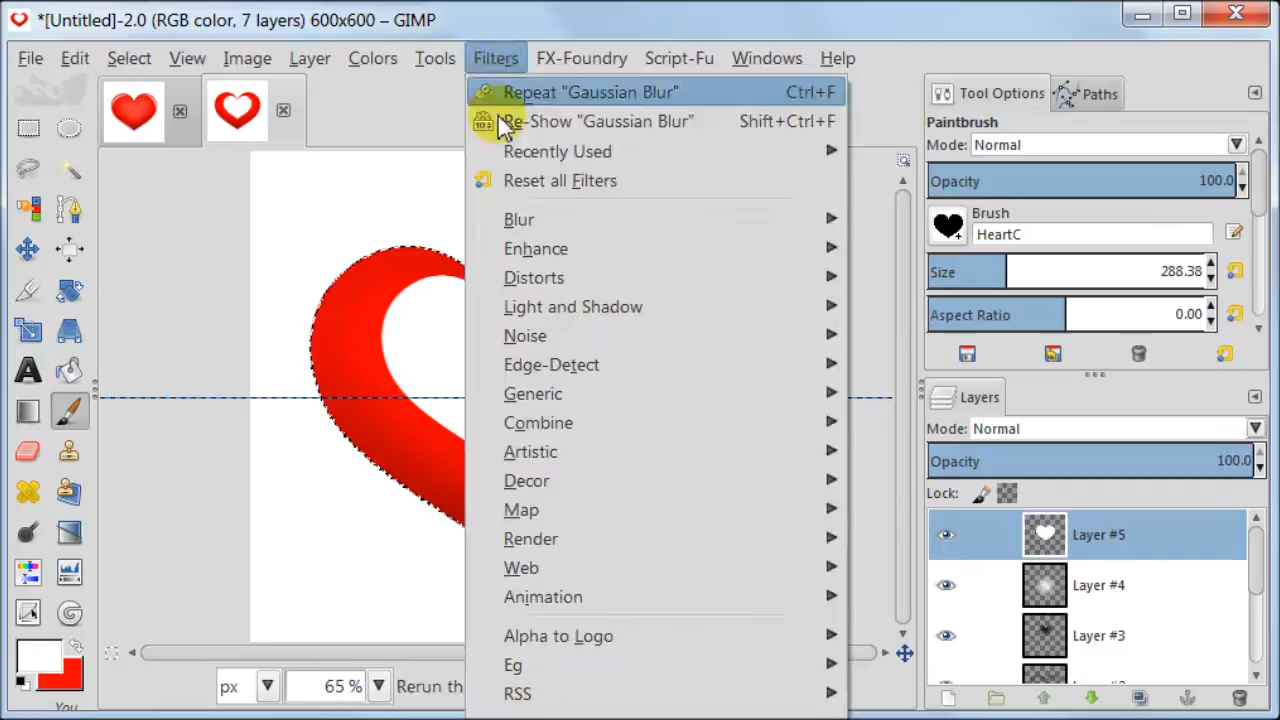 *[Untitled]-2.0 (RGB color, 7 layers) 600x600 – GIMP
File Edit Select View Image Layer Colors Tools Filters FX-Foundry Script-Fu Windows Help
Repeat "Gaussian Blur" Ctrl+F
Re-Show "Gaussian Blur" Shift+Ctrl+F
Recently Used
Reset all Filters
Blur
Enhance
Distorts
Light and Shadow
Noise
Edge-Detect
Generic
Combine
Artistic
Decor
Map
Render
Web
Animation
Alpha to Logo
Eg
RSS
px 65 % Rerun th
You
Tool Options Paths
Paintbrush
Mode: Normal
Opacity 100.0
Brush
HeartC
Size 288.38
Aspect Ratio 0.00
Layers
Mode: Normal
Opacity 100.0
Lock:
Layer #5
Layer #4
Layer #3